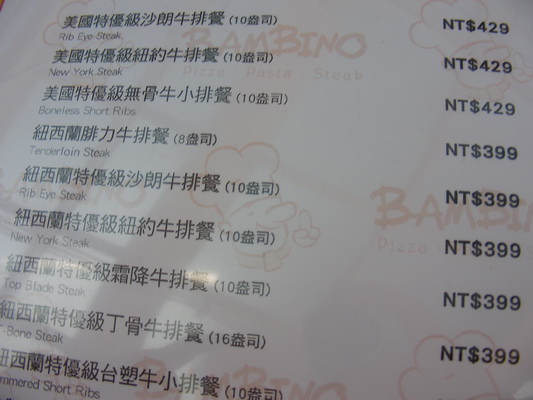 美國特優級沙朗牛排餐 (10盎司) NT$429
Rib Eye Steak
美國特優級紐約牛排餐 (10盎司) NT$429
New York Steak
美國特優級無骨牛小排餐 (10盎司) NT$429
Boneless Short Ribs
紐西蘭腓力牛排餐 (8盎司) NT$399
Tenderloin Steak
紐西蘭特優級沙朗牛排餐 (10盎司) NT$399
Rib Eye Steak
紐西蘭特優級紐約牛排餐 (10盎司) NT$399
New York Steak
紐西蘭特優級霜降牛排餐 (10盎司) NT$399
Top Blade Steak
紐西蘭特優級丁骨牛排餐 (16盎司) NT$399
T-Bone Steak
紐西蘭特優級台塑牛小排餐 (10盎司)
Short Ribs
BAMBINO
Pizza Pasta Steak
BAMBINO
BAMBINO
Pizza
BAMBINO